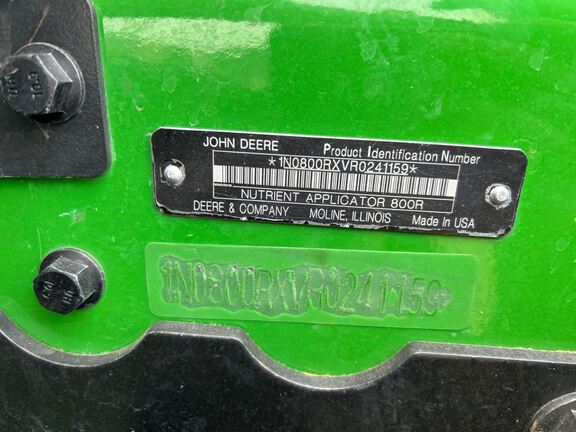 JOHN DEERE Product Identification Number
*1N0800RXVR0241159*
NUTRIENT APPLICATOR 800R
DEERE & COMPANY MOLINE, ILLINOIS Made in USA
1N0800RXVR0241159